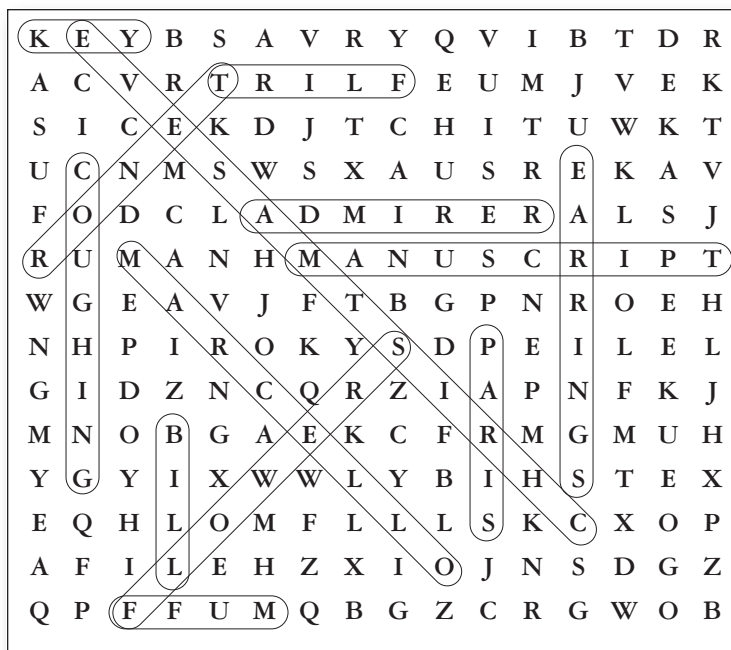 K E Y B S A V R Y Q V I B T D R
A C V R T R I L F E U M J V E K
S I C E K D J T C H I T U W K T
U C N M S W S X A U S R E K A V
F O D C L A D M I R E R A L S J
R U M A N H M A N U S C R I P T
W G E A V J F T B G P N R O E H
N H P I R O K Y S D P E I L E L
G I D Z N C Q R Z I A P N F K J
M N O B G A E K C F R M G M U H
Y G Y I X W W L Y B I H S T E X
E Q H L O M F L L L S K C X O P
A F I L E H Z X I O J N S D G Z
Q P F F U M Q B G Z C R G W O B